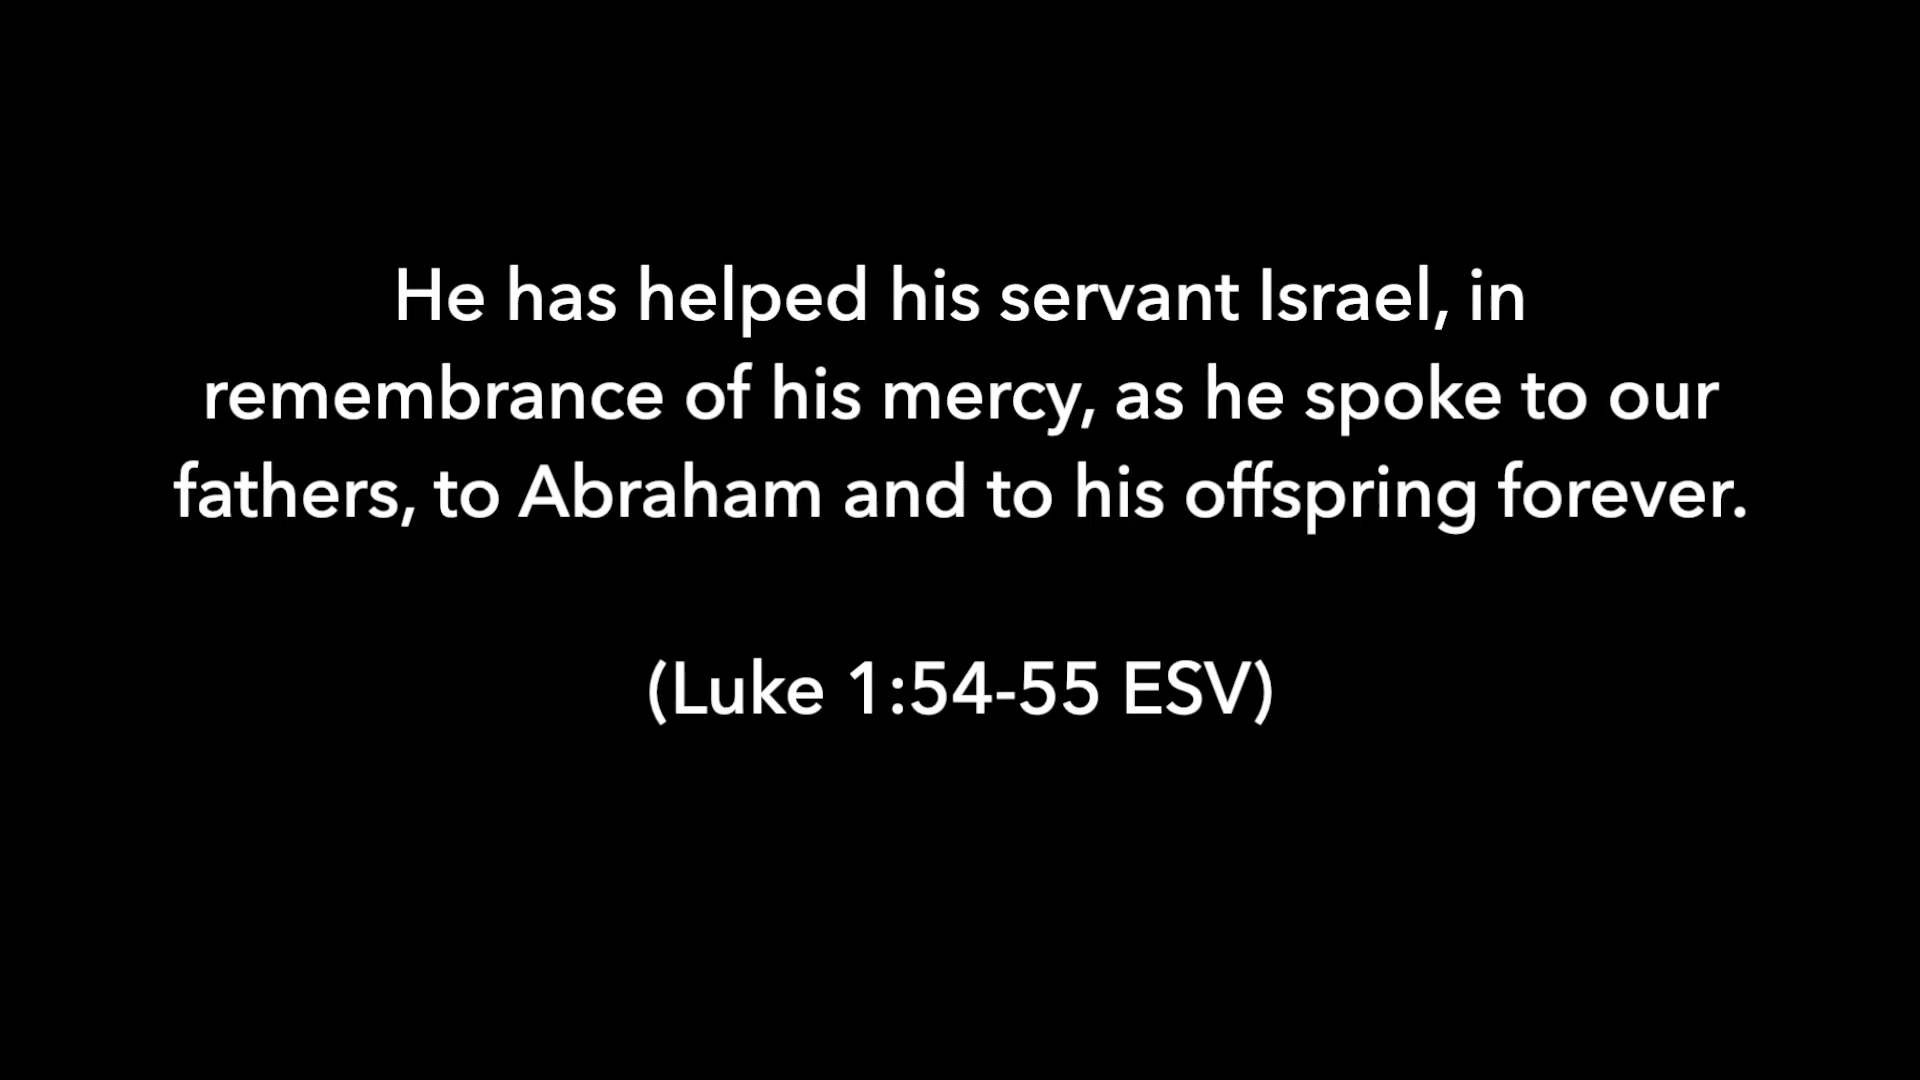 He has helped his servant Israel, in
remembrance of his mercy, as he spoke to our
fathers, to Abraham and to his offspring forever.
(Luke 1:54-55 ESV)